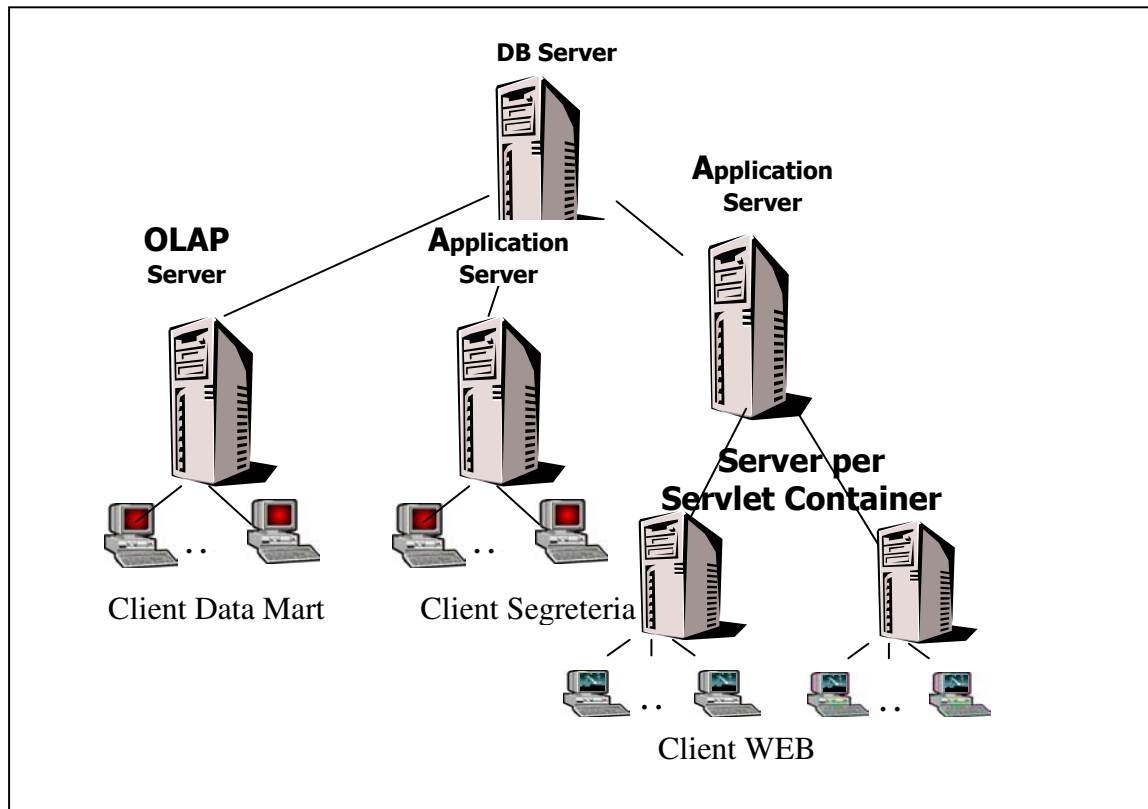 DB Server
Application
Server
OLAP
Server
Application
Server
Server per
Servlet Container
. .
. .
Client Data Mart
Client Segreteria
. .
. .
Client WEB